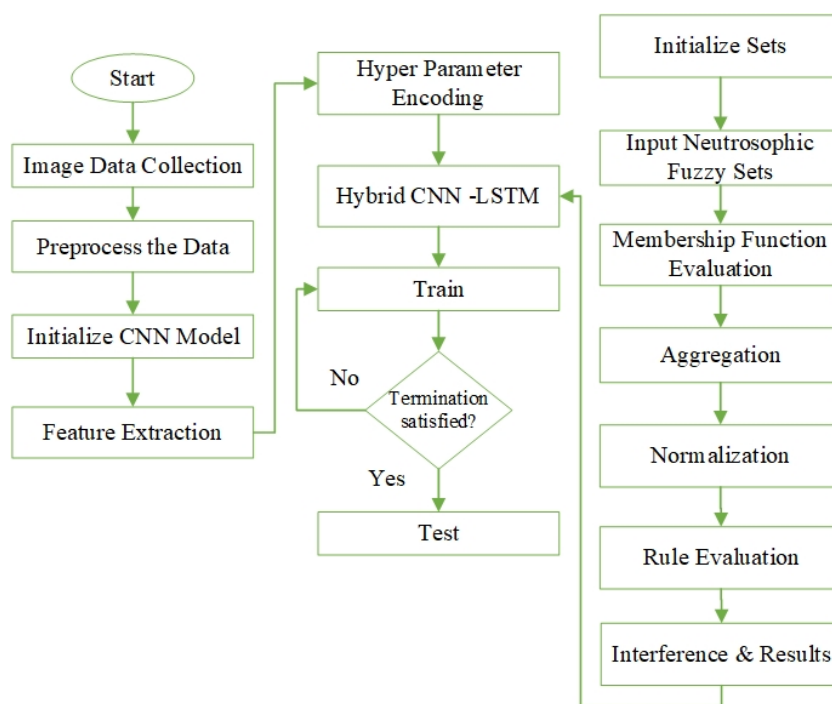 Start
Image Data Collection
Preprocess the Data
Initialize CNN Model
Feature Extraction
Hyper Parameter
Encoding
Hybrid CNN -LSTM
Train
No
Termination
satisfied?
Yes
Test
Initialize Sets
Input Neutrosophic
Fuzzy Sets
Membership Function
Evaluation
Aggregation
Normalization
Rule Evaluation
Interference & Results